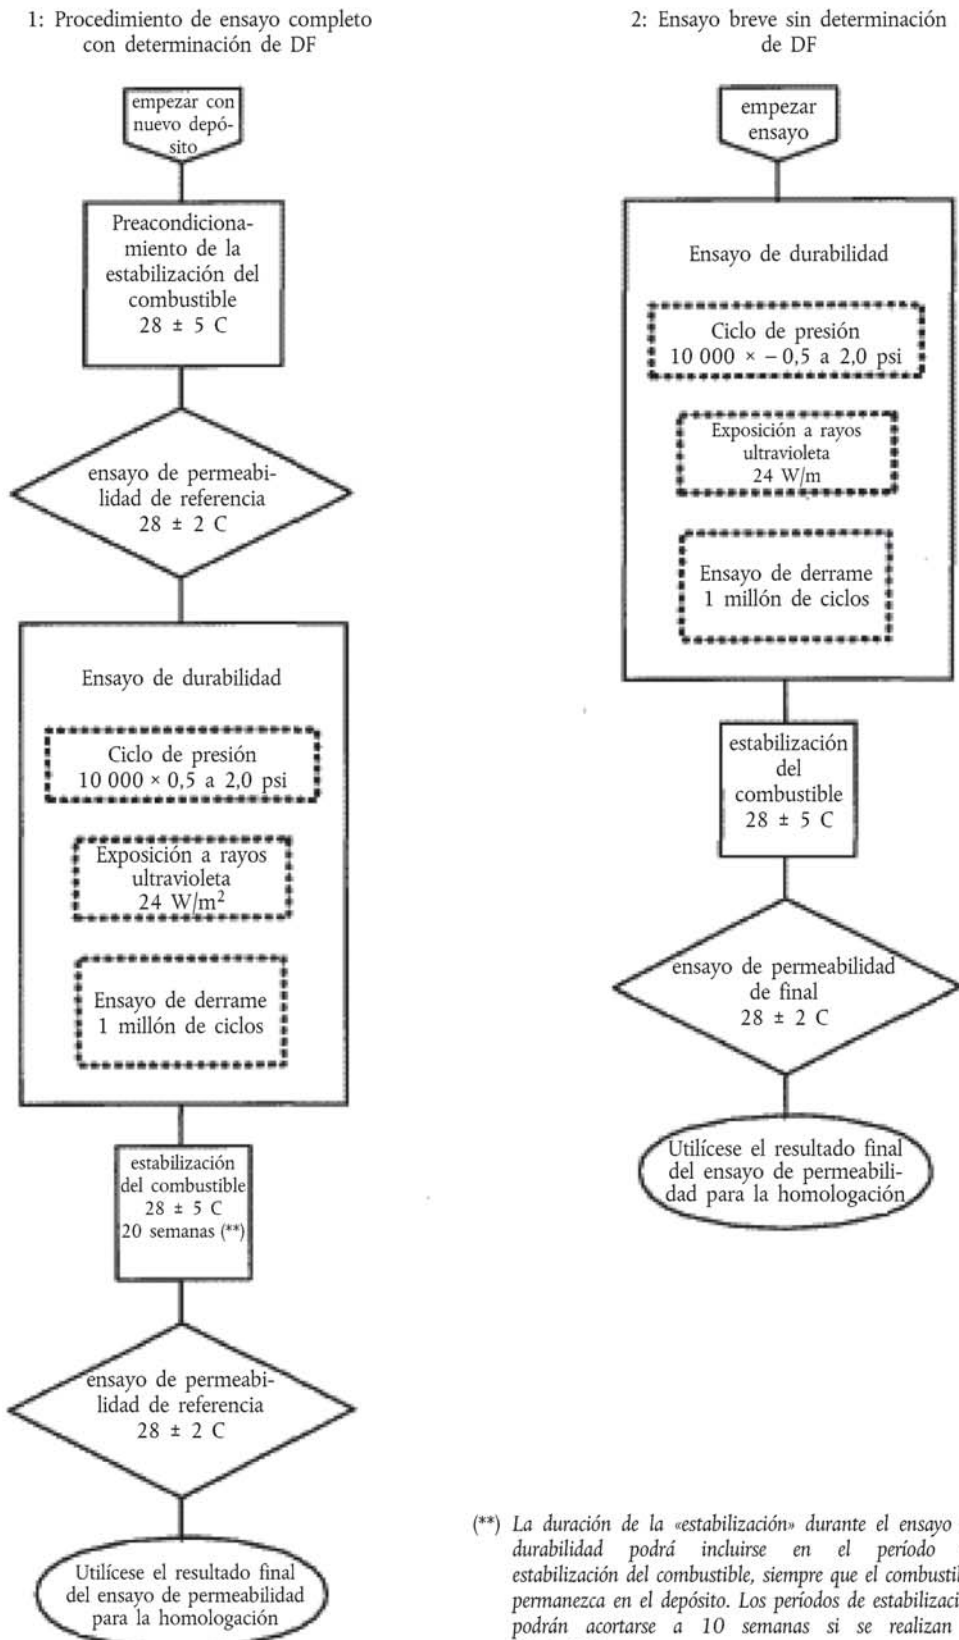 1: Procedimiento de ensayo completo
con determinación de DF
empezar con
nuevo depó-
sito
Preacondiciona-
miento de la
estabilización del
combustible
28 ± 5 C
ensayo de permeabi-
lidad de referencia
28 ± 2 C
Ensayo de durabilidad
Ciclo de presión
10 000 × 0,5 a 2,0 psi
Exposición a rayos
ultravioleta
24 W/m²
Ensayo de derrame
1 millón de ciclos
estabilización
del combustible
28 ± 5 C
20 semanas (**)
ensayo de permeabi-
lidad de referencia
28 ± 2 C
Utilícese el resultado final
del ensayo de permeabilidad
para la homologación
2: Ensayo breve sin determinación
de DF
empezar
ensayo
Ensayo de durabilidad
Ciclo de presión
10 000 × – 0,5 a 2,0 psi
Exposición a rayos
ultravioleta
24 W/m
Ensayo de derrame
1 millón de ciclos
estabilización
del
combustible
28 ± 5 C
ensayo de permeabilidad
de final
28 ± 2 C
Utilícese el resultado final
del ensayo de permeabili-
dad para la homologación
(**) La duración de la «estabilización» durante el ensayo
durabilidad podrá incluirse en el período
estabilización del combustible, siempre que el
permanezca en el depósito. Los períodos de
podrán acortarse a 10 semanas si se realizan